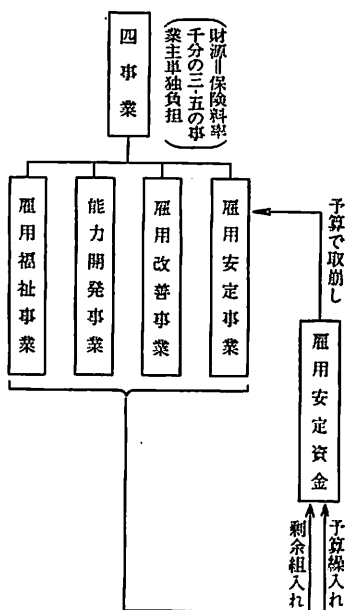 四事業
(財源＝保険料率
千分の三・五の事
業主単独負担)
雇用安定事業
雇用改善事業
能力開発事業
雇用福祉事業
予算で取崩し
雇用安定資金
予算繰入れ
剰余組入れ